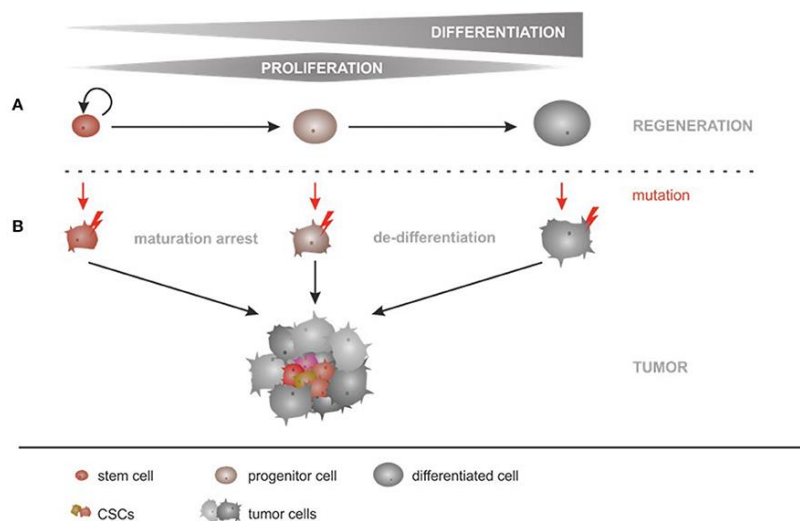 DIFFERENTIATION
PROLIFERATION
A
REGENERATION
mutation
B
maturation arrest
de-differentiation
TUMOR
stem cell
progenitor cell
differentiated cell
CSCs
tumor cells